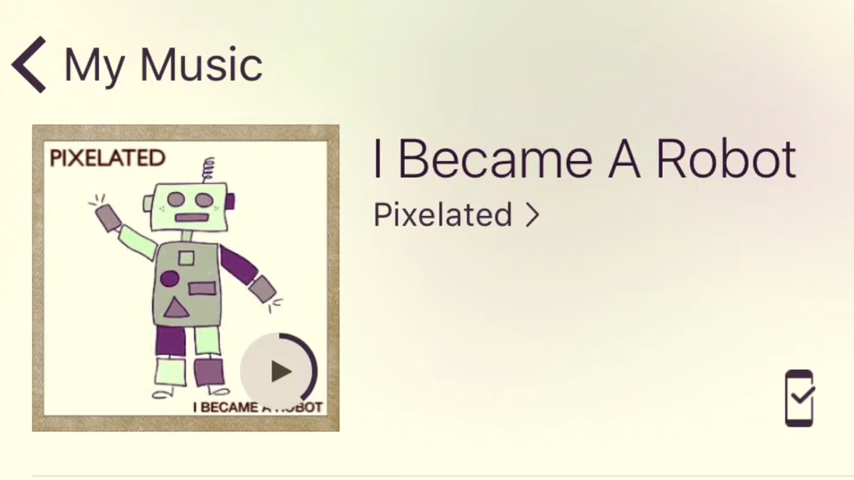 My Music
PIXELATED
I Became A Robot
Pixelated
I BECAME A ROBOT